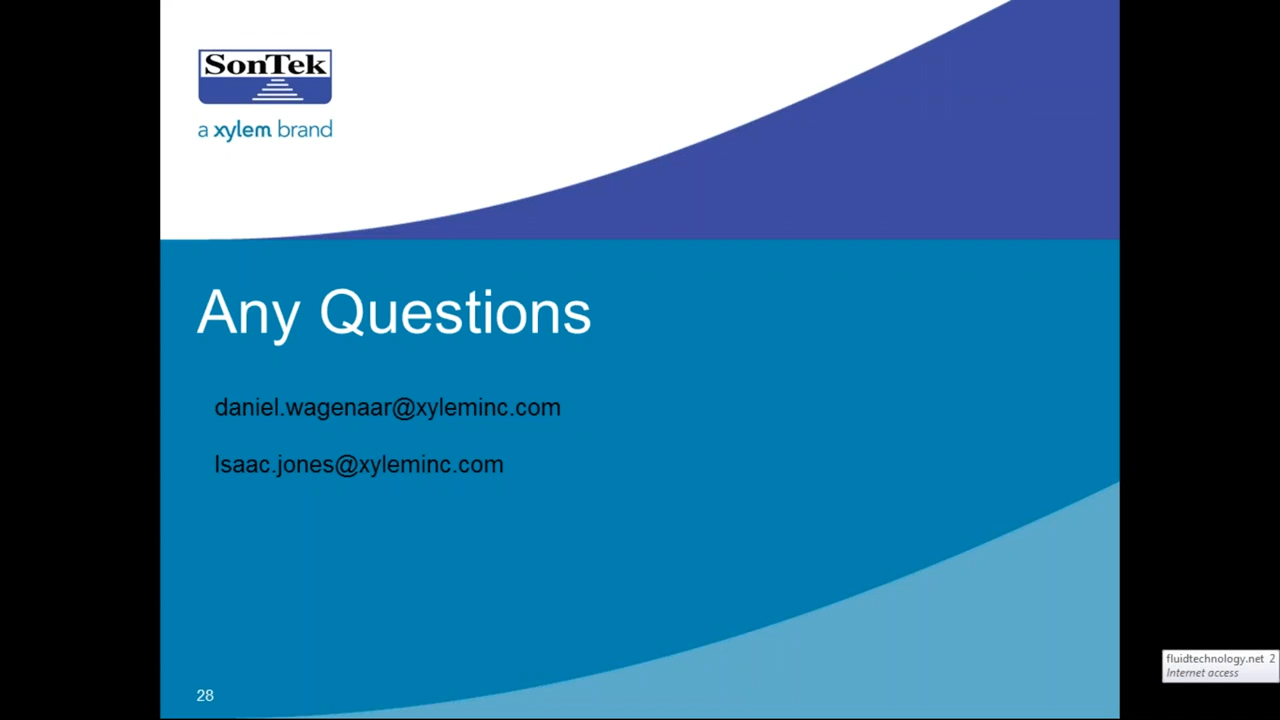 SonTek
a xylem brand
Any Questions
daniel.wagenaar@xyleminc.com
Isaac.jones@xyleminc.com
28
fluidtechnology.net 2
Internet access